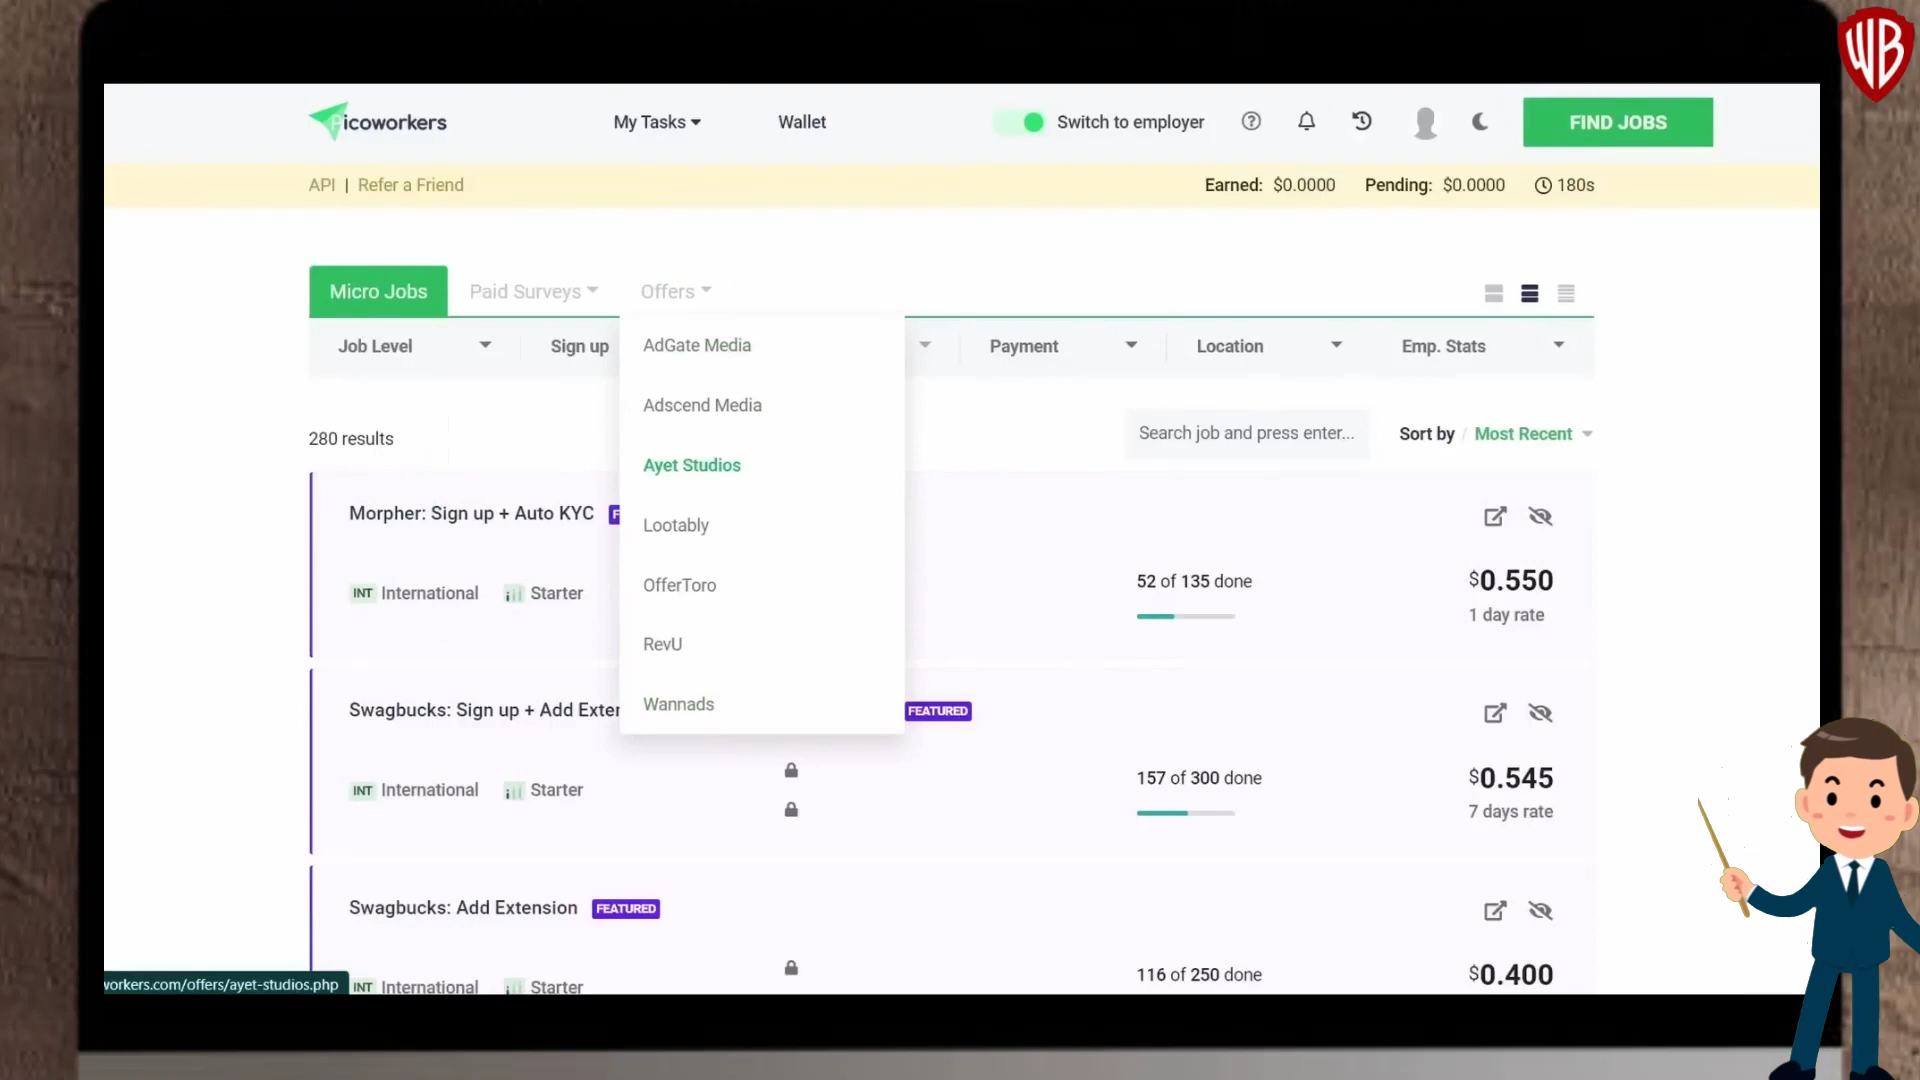 WB
Picoworkers
My Tasks
Wallet
Switch to employer
FIND JOBS
API | Refer a Friend
Earned: $0.0000 Pending: $0.0000 180s
Micro Jobs
Paid Surveys
Offers
Job Level
Sign up
Payment
Location
Emp. Stats
AdGate Media
Adscend Media
Ayet Studios
Lootably
OfferToro
RevU
Wannads
280 results
Search job and press enter...
Sort by / Most Recent
Morpher: Sign up + Auto KYC
INT International Starter
52 of 135 done
$0.550
1 day rate
Swagbucks: Sign up + Add Exten
FEATURED
INT International Starter
157 of 300 done
$0.545
7 days rate
Swagbucks: Add Extension FEATURED
INT International Starter
116 of 250 done
$0.400
workers.com/offers/ayet-studios.php